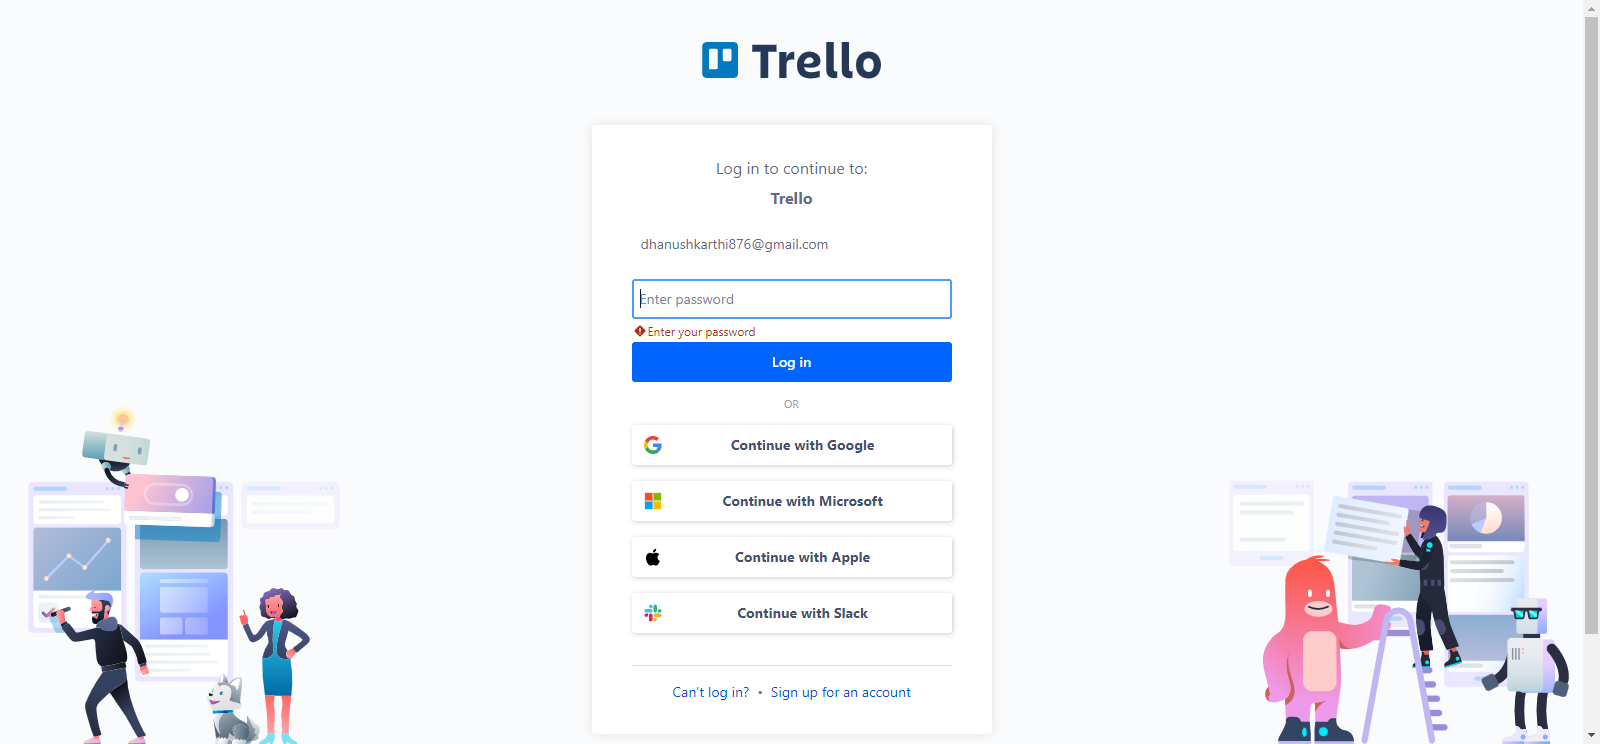 Trello
Log in to continue to:
Trello
dhanushkarthi876@gmail.com
Enter password
Enter your password
Log in
OR
Continue with Google
Continue with Microsoft
Continue with Apple
Continue with Slack
Can't log in? • Sign up for an account